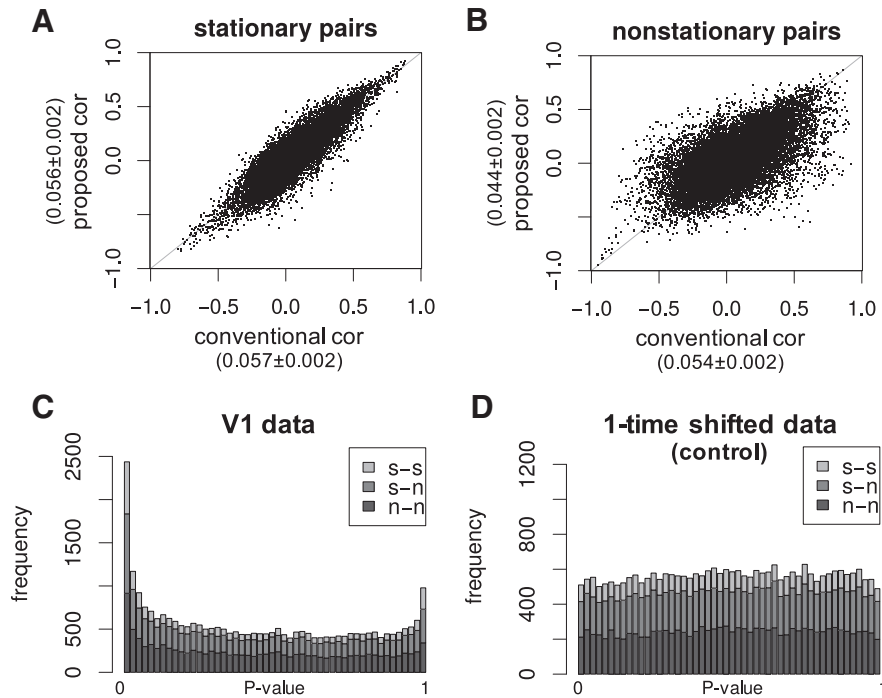 A
stationary pairs
(0.056±0.002)
proposed cor
−1.0
0.0
0.5
1.0
−1.0
−0.5
0.0
0.5
1.0
conventional cor
(0.057±0.002)
B
nonstationary pairs
(0.044±0.002)
proposed cor
−1.0
0.0
0.5
1.0
−1.0
−0.5
0.0
0.5
1.0
conventional cor
(0.054±0.002)
C
V1 data
frequency
0
500
1500
2500
s−s
s−n
n−n
0
P-value
1
D
1-time shifted data
(control)
frequency
0
400
800
1200
s−s
s−n
n−n
0
P-value